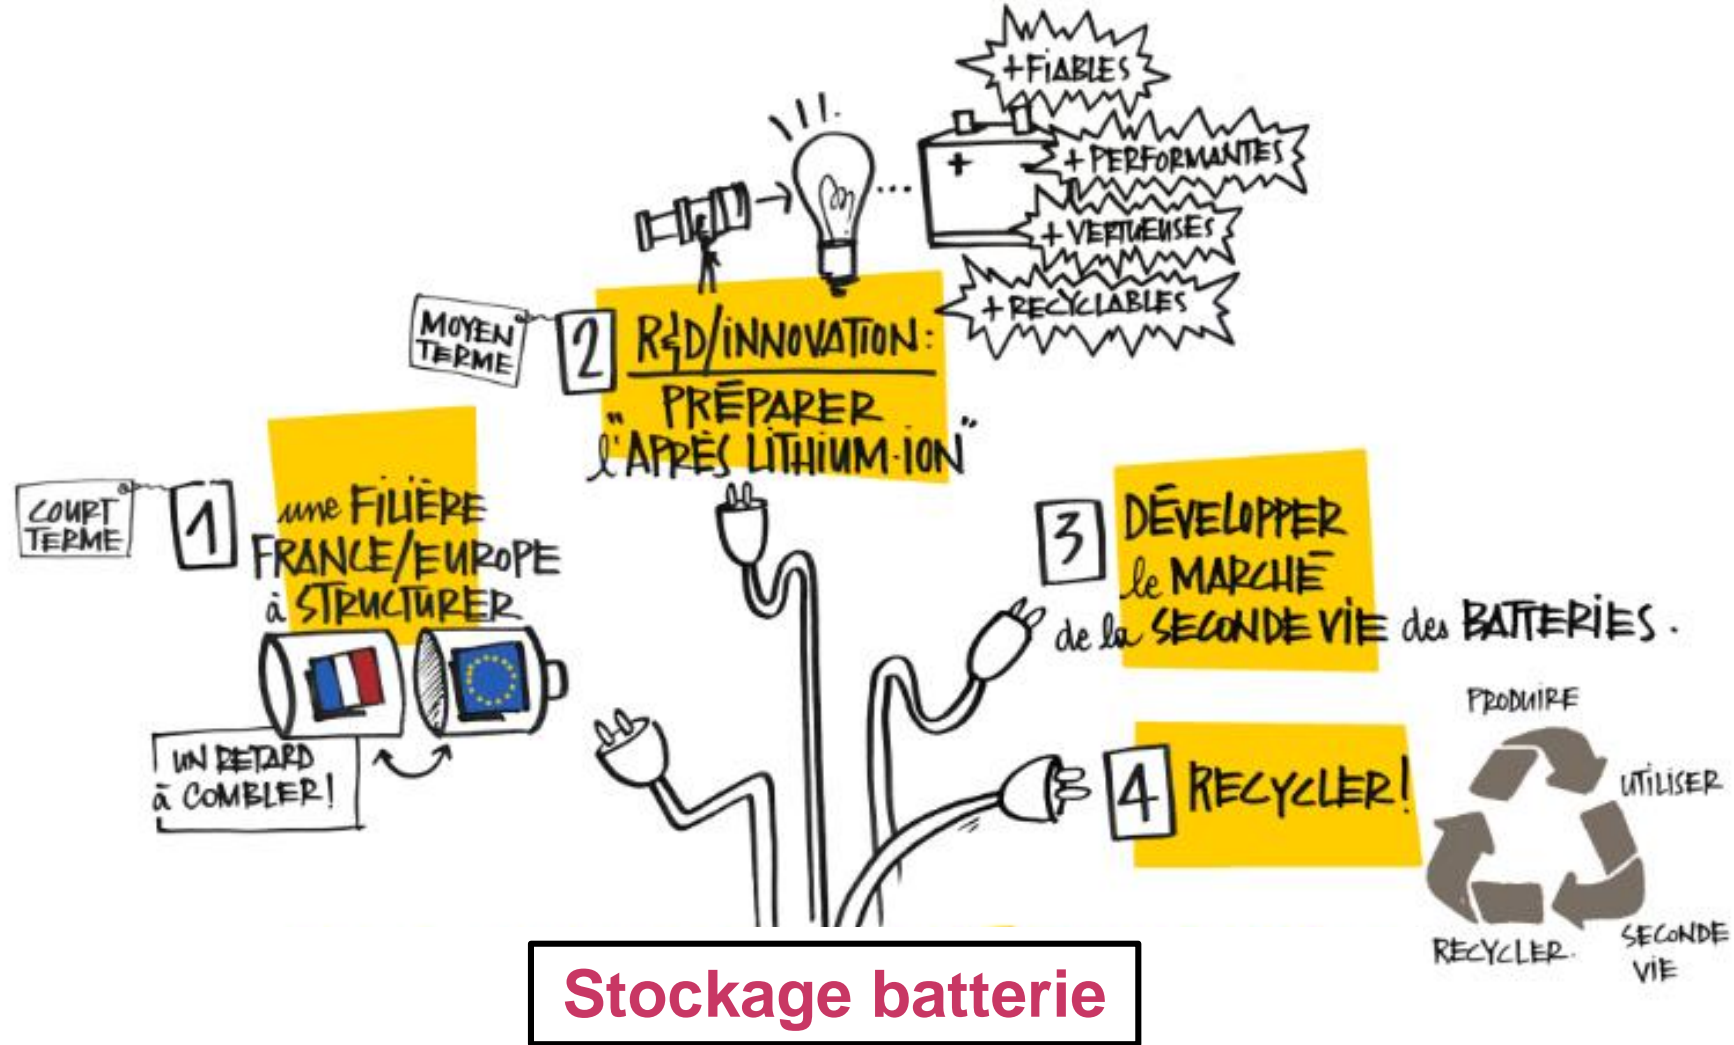 COURT
TERME
1
une FILIÈRE
FRANCE/EUROPE
à STRUCTURER
UN RETARD
à COMBLER!
MOYEN
TERME
2
R&D/INNOVATION:
PRÉPARER
"l'APRÈS LITHIUM-ION"
+FIABLES
+
+ PERFORMANTES
+ VERTUEUSES
+ RECYCLABLES
3
DÉVELOPPER
le MARCHÉ
de la SECONDE VIE des BATTERIES.
4
RECYCLER!
PRODUIRE
UTILISER
SECONDE
VIE
RECYCLER.
Stockage batterie